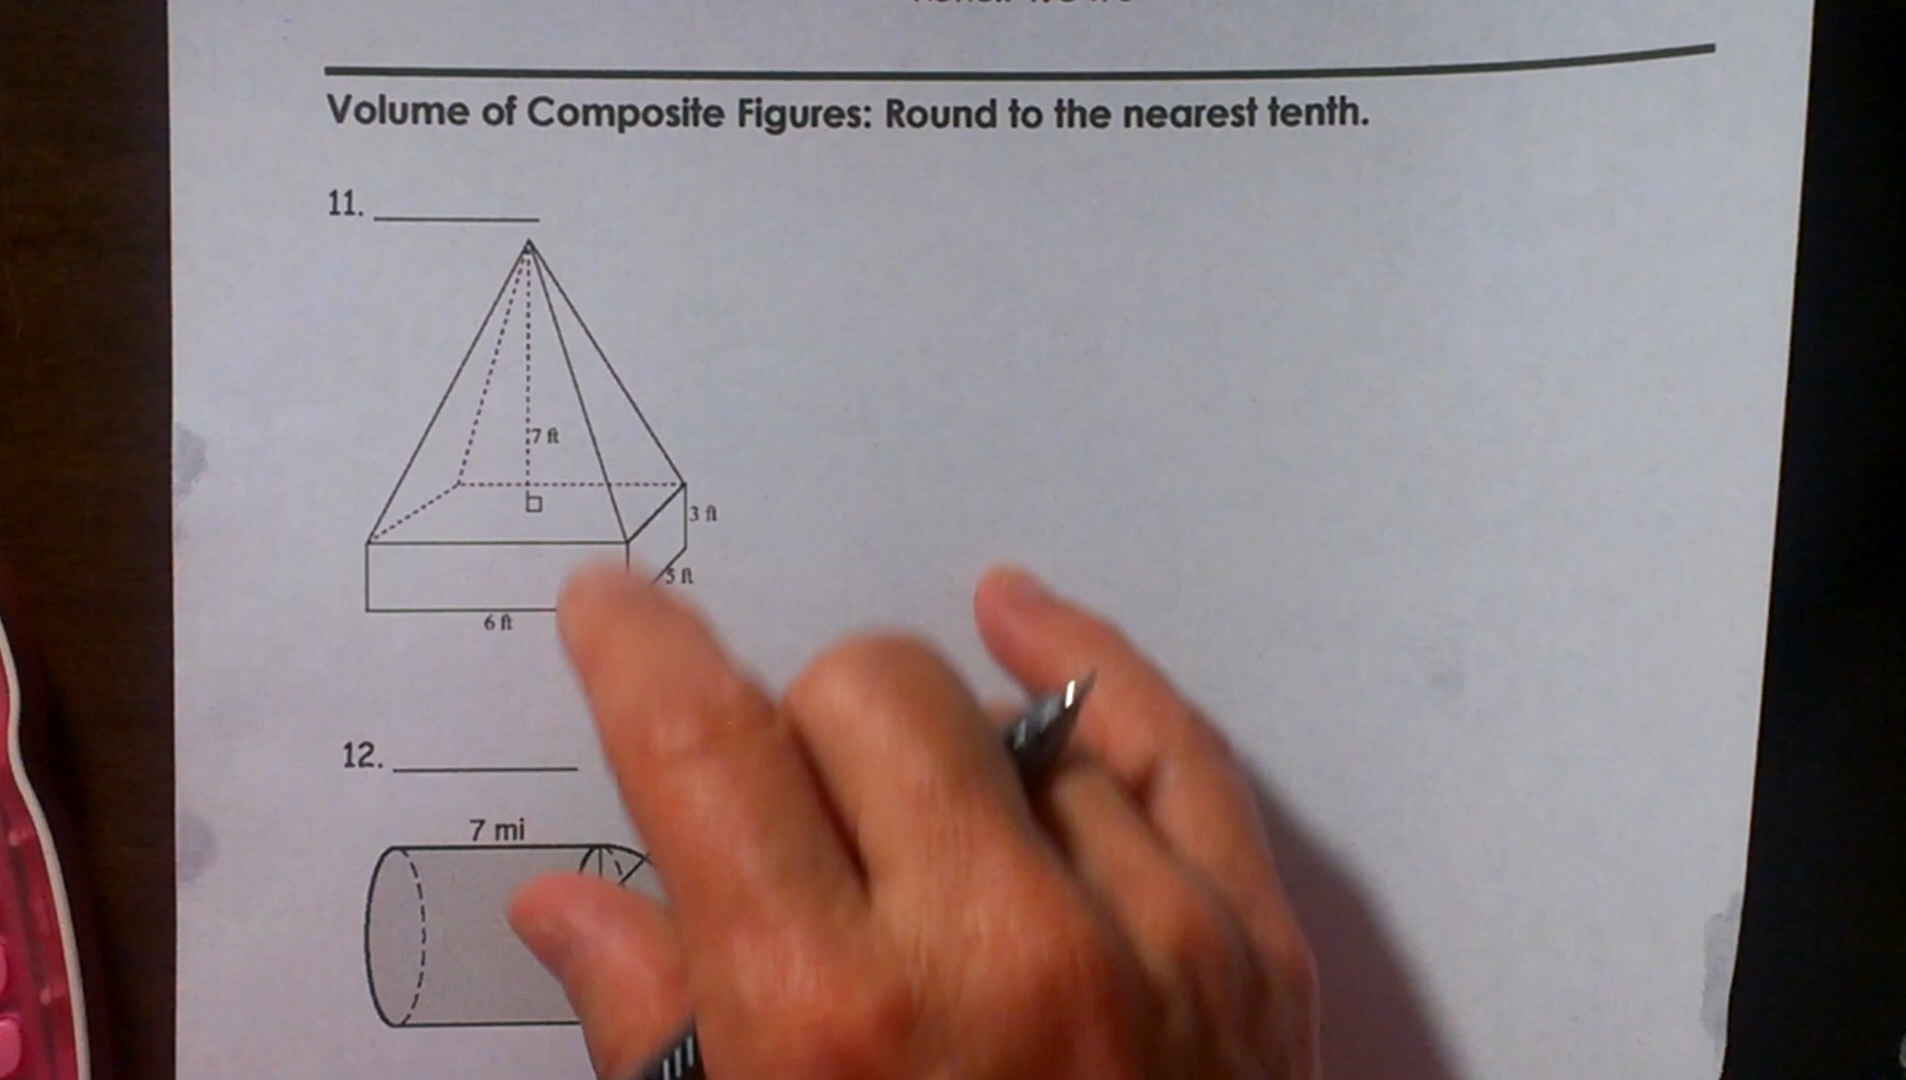 Volume of Composite Figures: Round to the nearest tenth.
11.
7 ft
3 ft
5 ft
6 ft
12.
7 mi